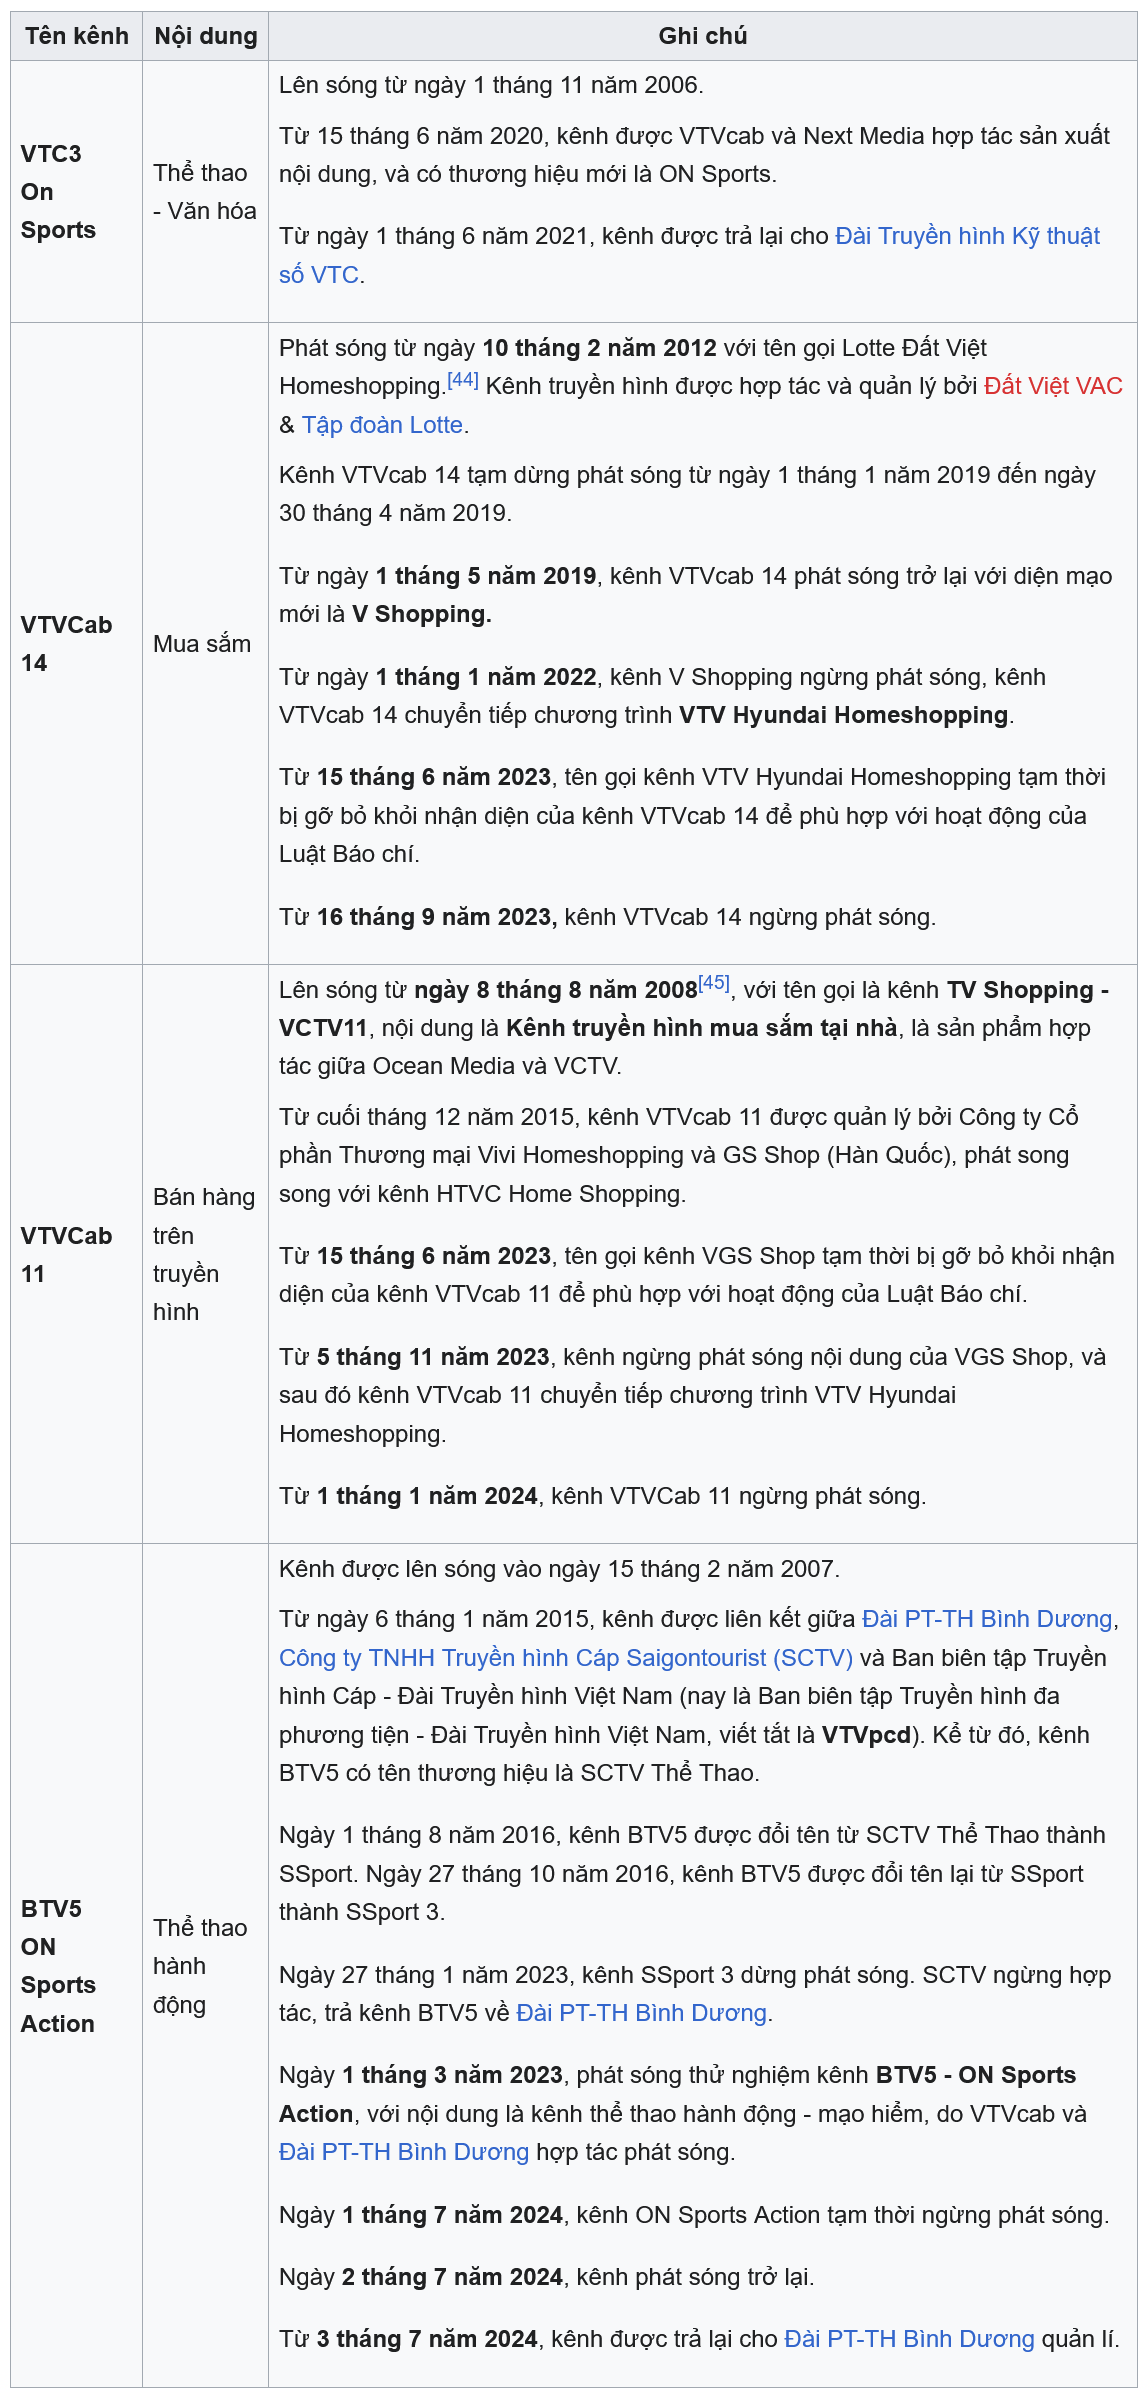 Tên kênh Nội dung Ghi chú
VTC3
On
Sports
Thể thao
- Văn hóa
Lên sóng từ ngày 1 tháng 11 năm 2006.
Từ 15 tháng 6 năm 2020, kênh được VTVcab và Next Media hợp tác sản xuất
nội dung, và có thương hiệu mới là ON Sports.
Từ ngày 1 tháng 6 năm 2021, kênh được trả lại cho Đài Truyền hình Kỹ thuật
số VTC.
VTVCab
14
Mua sắm
Phát sóng từ ngày 10 tháng 2 năm 2012 với tên gọi Lotte Đất Việt
Homeshopping.[44] Kênh truyền hình được hợp tác và quản lý bởi Đất Việt VAC
& Tập đoàn Lotte.
Kênh VTVcab 14 tạm dừng phát sóng từ ngày 1 tháng 1 năm 2019 đến ngày
30 tháng 4 năm 2019.
Từ ngày 1 tháng 5 năm 2019, kênh VTVcab 14 phát sóng trở lại với diện mạo
mới là V Shopping.
Từ ngày 1 tháng 1 năm 2022, kênh V Shopping ngừng phát sóng, kênh
VTVcab 14 chuyển tiếp chương trình VTV Hyundai Homeshopping.
Từ 15 tháng 6 năm 2023, tên gọi kênh VTV Hyundai Homeshopping tạm thời
bị gỡ bỏ khỏi nhận diện của kênh VTVcab 14 để phù hợp với hoạt động của
Luật Báo chí.
Từ 16 tháng 9 năm 2023, kênh VTVcab 14 ngừng phát sóng.
VTVCab
11
Bán hàng
trên
truyền
hình
Lên sóng từ ngày 8 tháng 8 năm 2008[45], với tên gọi là kênh TV Shopping -
VCTV11, nội dung là Kênh truyền hình mua sắm tại nhà, là sản phẩm hợp
tác giữa Ocean Media và VCTV.
Từ cuối tháng 12 năm 2015, kênh VTVcab 11 được quản lý bởi Công ty Cổ
phần Thương mại Vivi Homeshopping và GS Shop (Hàn Quốc), phát song
song với kênh HTVC Home Shopping.
Từ 15 tháng 6 năm 2023, tên gọi kênh VGS Shop tạm thời bị gỡ bỏ khỏi nhận
diện của kênh VTVcab 11 để phù hợp với hoạt động của Luật Báo chí.
Từ 5 tháng 11 năm 2023, kênh ngừng phát sóng nội dung của VGS Shop, và
sau đó kênh VTVcab 11 chuyển tiếp chương trình VTV Hyundai
Homeshopping.
Từ 1 tháng 1 năm 2024, kênh VTVCab 11 ngừng phát sóng.
BTV5
ON
Sports
Action
Thể thao
hành
động
Kênh được lên sóng vào ngày 15 tháng 2 năm 2007.
Từ ngày 6 tháng 1 năm 2015, kênh được liên kết giữa Đài PT-TH Bình Dương,
Công ty TNHH Truyền hình Cáp Saigontourist (SCTV) và Ban biên tập Truyền
hình Cáp - Đài Truyền hình Việt Nam (nay là Ban biên tập Truyền hình đa
phương tiện - Đài Truyền hình Việt Nam, viết tắt là VTVpcd). Kể từ đó, kênh
BTV5 có tên thương hiệu là SCTV Thể Thao.
Ngày 1 tháng 8 năm 2016, kênh BTV5 được đổi tên từ SCTV Thể Thao thành
SSport. Ngày 27 tháng 10 năm 2016, kênh BTV5 được đổi tên lại từ SSport
thành SSport 3.
Ngày 27 tháng 1 năm 2023, kênh SSport 3 dừng phát sóng. SCTV ngừng hợp
tác, trả kênh BTV5 về Đài PT-TH Bình Dương.
Ngày 1 tháng 3 năm 2023, phát sóng thử nghiệm kênh BTV5 - ON Sports
Action, với nội dung là kênh thể thao hành động - mạo hiểm, do VTVcab và
Đài PT-TH Bình Dương hợp tác phát sóng.
Ngày 1 tháng 7 năm 2024, kênh ON Sports Action tạm thời ngừng phát sóng.
Ngày 2 tháng 7 năm 2024, kênh phát sóng trở lại.
Từ 3 tháng 7 năm 2024, kênh được trả lại cho Đài PT-TH Bình Dương quản lí.